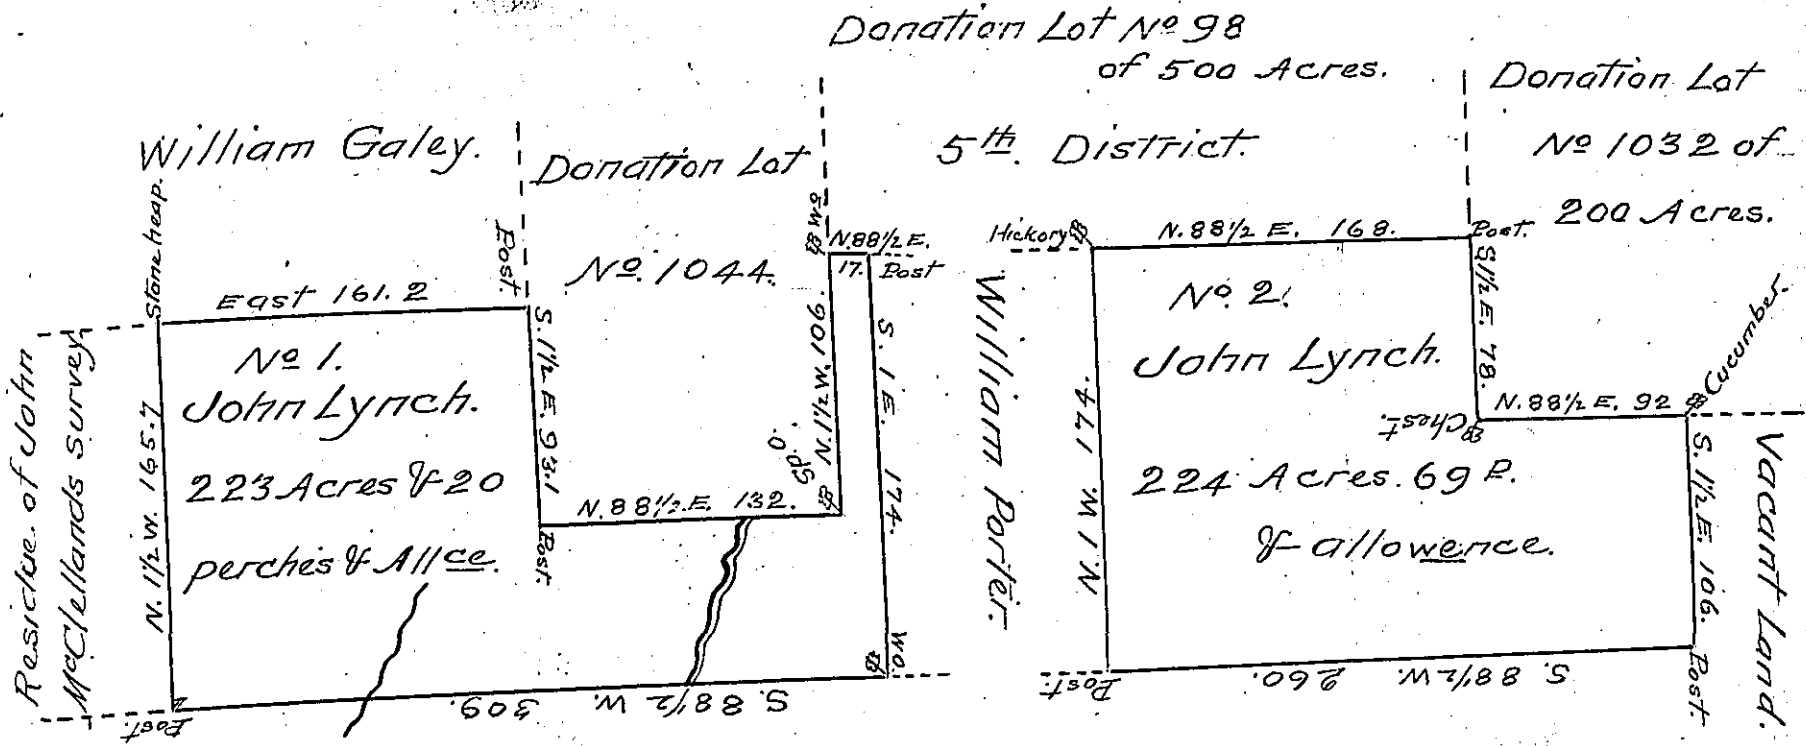 Donation Lot Nº 98
of 500 Acres.
5th. District.
Donation Lot
Nº 1032 of
200 Acres.
William Galey.
Donation Lot
Nº. 1044.
Stoneheap.
Post.
East 161.2
Nº 1.
John Lynch.
223 Acres & 20
perches & Allce.
N. 1½ W. 165.7
Residue of John
McClellands survey
S. 1½ E. 93.1
Post.
N. 88½ E. 132.
Sp. O.
N. 1½ W. 106.
N. 88½ E.
17.
Post
S. 1 E. 174.
W.O.
S. 88½ W. 309.
Post.
William Porter.
Hickory
N. 88½ E. 168.
Post.
Nº. 2.
John Lynch.
224 Acres. 69 P.
& allowence.
N. 1 W. 174.
S. 1½ E. 78.
Chest.
N. 88½ E. 92
Cucumber.
S. 1½ E 106.
Post.
S 88½ W. 260.
Post.
Vacant Land.